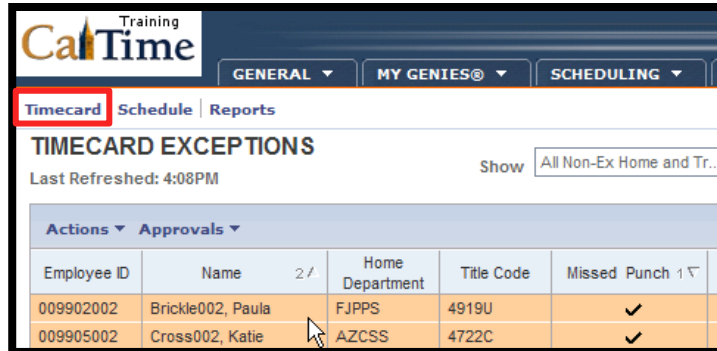 Training
CalTime
GENERAL ▼ MY GENIES® ▼ SCHEDULING ▼
Timecard Schedule | Reports
TIMECARD EXCEPTIONS
Last Refreshed: 4:08PM
Show All Non-Ex Home and Tr...
Actions ▼ Approvals ▼
Employee ID Name 2 Home Department Title Code Missed Punch 1
009902002 Brickle002, Paula FJPPS 4919U ✔
009905002 Cross002, Katie AZCSS 4722C ✔